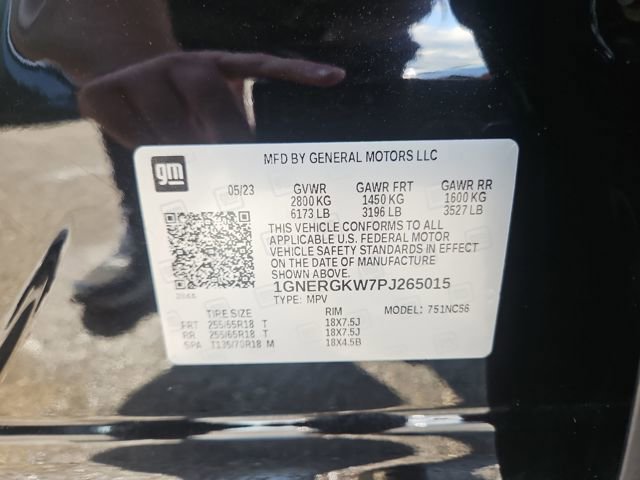 gm
MFD BY GENERAL MOTORS LLC
05/23 GVWR GAWR FRT GAWR RR
2800 KG 1450 KG 1600 KG
6173 LB 3196 LB 3527 LB
THIS VEHICLE CONFORMS TO ALL
APPLICABLE U.S. FEDERAL MOTOR
VEHICLE SAFETY STANDARDS IN EFFECT
ON THE DATE OF MANUFACTURE
SHOWN ABOVE.
1GNERGKW7PJ265015
TYPE: MPV
TIRE SIZE RIM MODEL: 751NC56
FRT 255/65R18 T 18X7.5J
RR 255/65R18 T 18X7.5J
SPA T135/70R18 M 18X4.5B